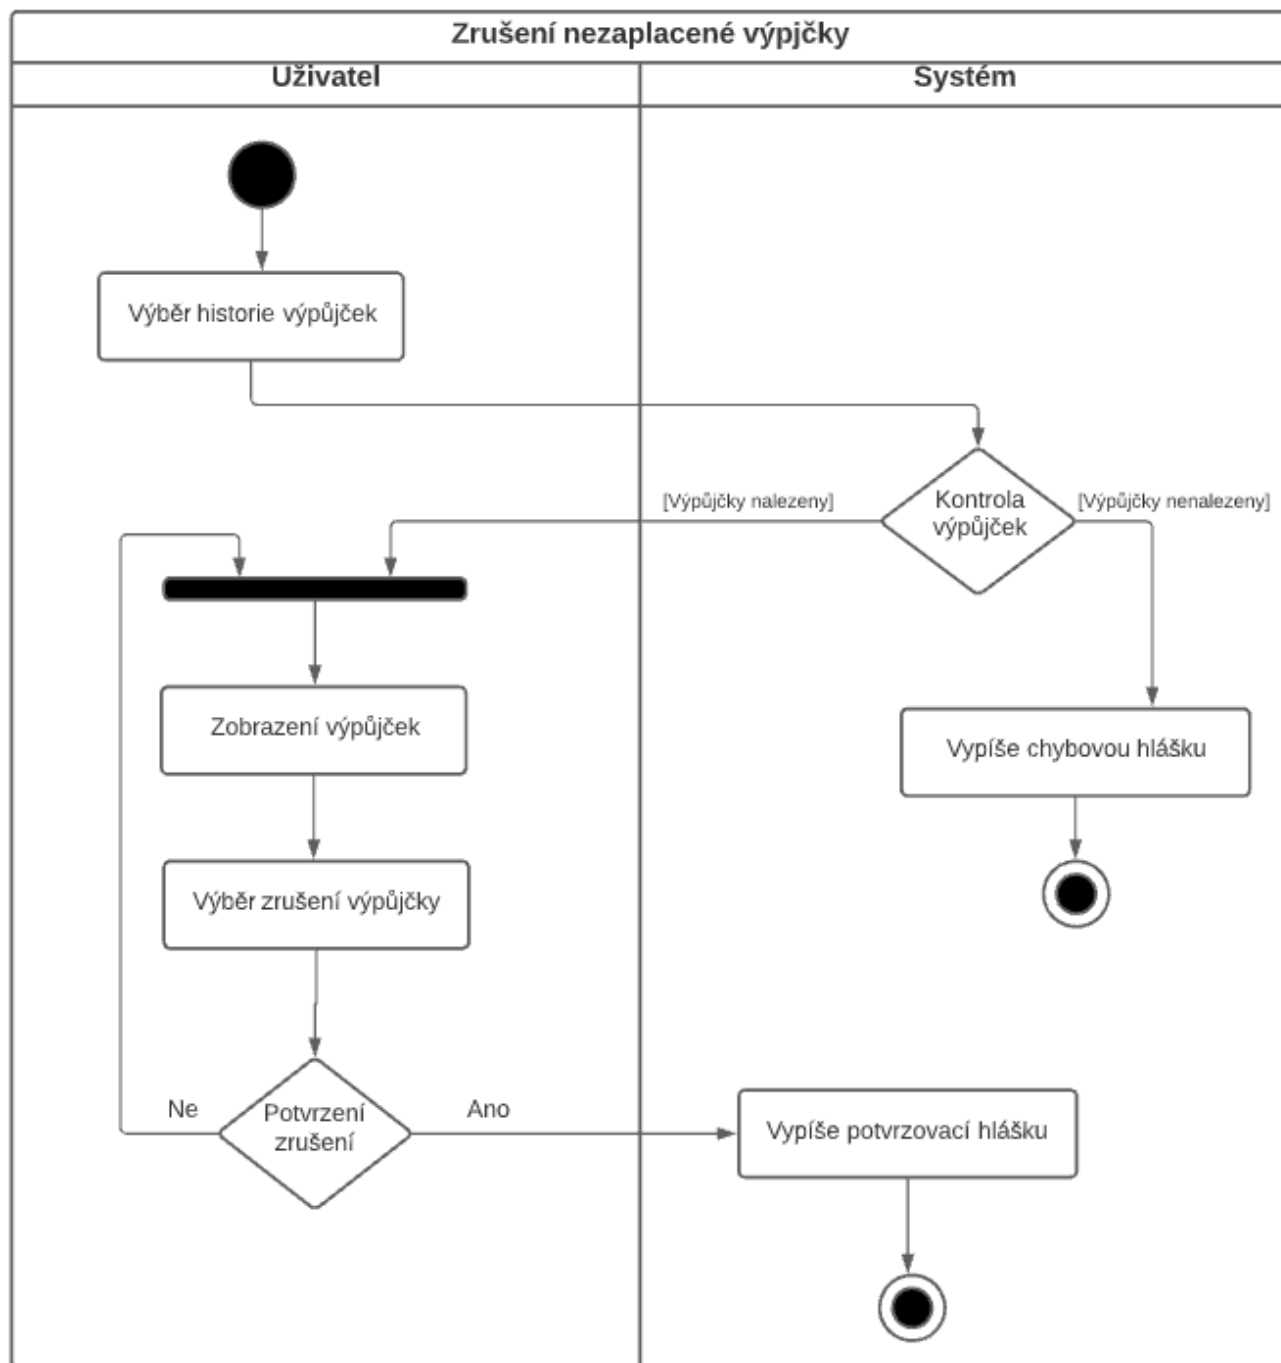 Zrušení nezaplacené výpjčky
Uživatel
Systém
Výběr historie výpůjček
Kontrola
výpůjček
[Výpůjčky nalezeny]
[Výpůjčky nenalezeny]
Zobrazení výpůjček
Vypíše chybovou hlášku
Výběr zrušení výpůjčky
Potvrzení
zrušení
Ne
Ano
Vypíše potvrzovací hlášku